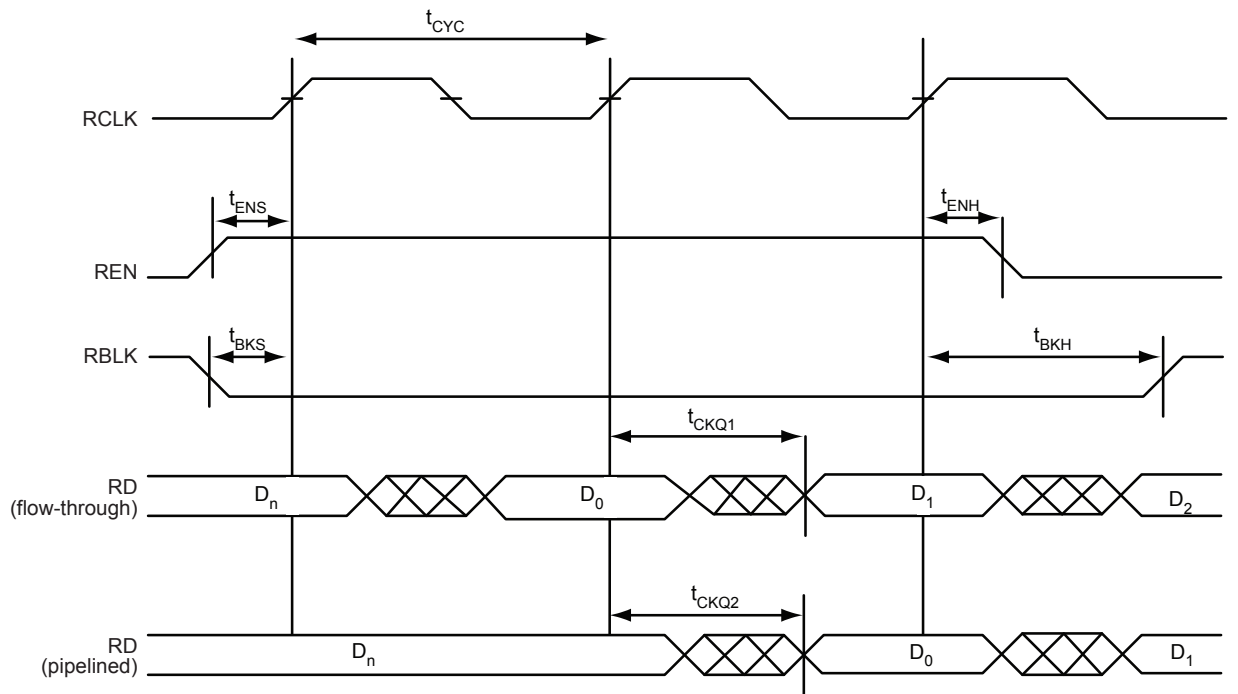 tCYC
RCLK
tENS
tENH
REN
tBKS
tBKH
RBLK
tCKQ1
RD
(flow-through)
Dn
D0
D1
D2
tCKQ2
RD
(pipelined)
Dn
D0
D1